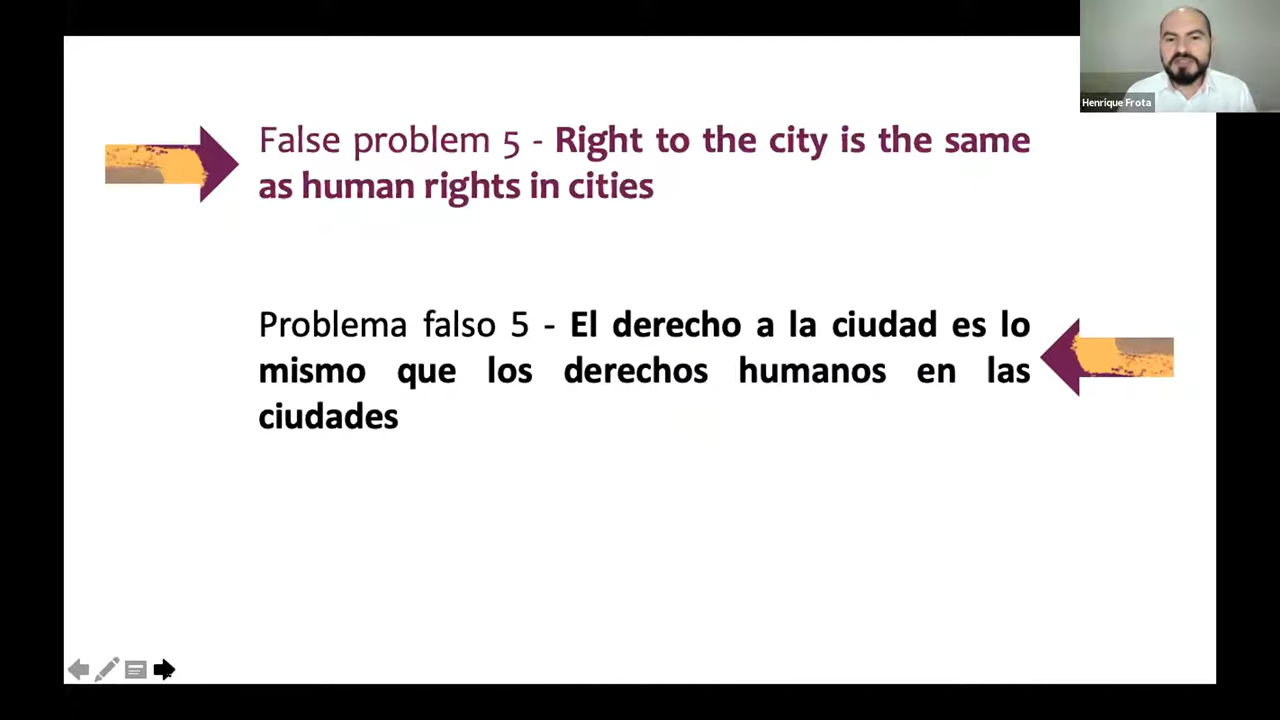 Henrique Frota
False problem 5 - Right to the city is the same
as human rights in cities
Problema falso 5 - El derecho a la ciudad es lo
mismo que los derechos humanos en las
ciudades